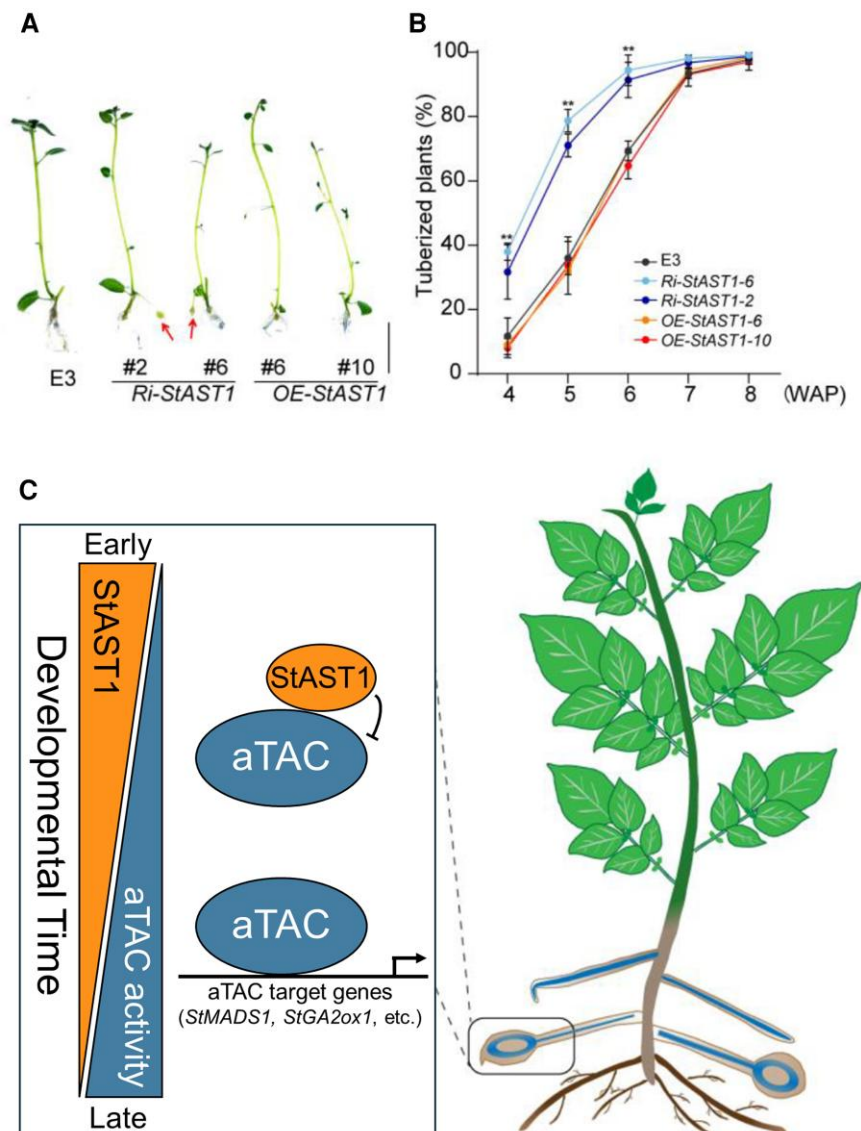 A
E3
#2 #6 #6 #10
Ri-StAST1 OE-StAST1
B
Tuberized plants (%)
100
80
60
40
20
0
** ** **
E3
Ri-StAST1-6
Ri-StAST1-2
OE-StAST1-6
OE-StAST1-10
4 5 6 7 8 (WAP)
C
Developmental Time
Early
StAST1
aTAC activity
Late
StAST1
aTAC
aTAC
aTAC target genes
(StMADS1, StGA2ox1, etc.)